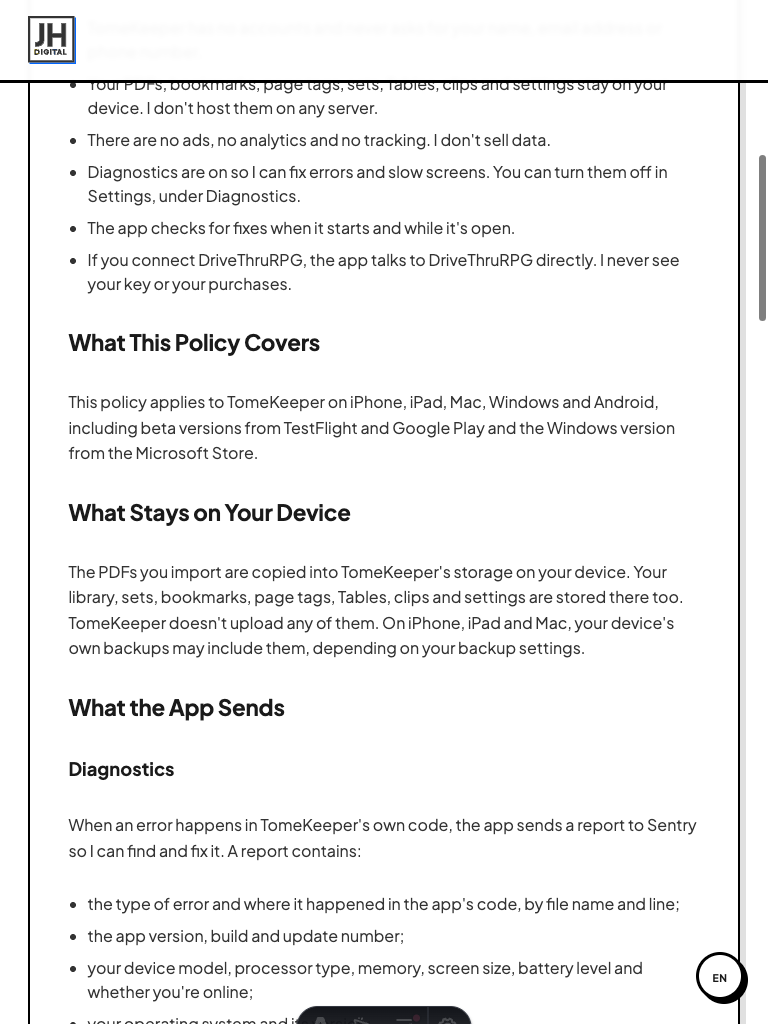 JH
DIGITAL
Your PDFs, bookmarks, page tags, sets, Tables, clips and settings stay on your
device. I don't host them on any server.
There are no ads, no analytics and no tracking. I don't sell data.
Diagnostics are on so I can fix errors and slow screens. You can turn them off in
Settings, under Diagnostics.
The app checks for fixes when it starts and while it's open.
If you connect DriveThruRPG, the app talks to DriveThruRPG directly. I never see
your key or your purchases.
What This Policy Covers
This policy applies to TomeKeeper on iPhone, iPad, Mac, Windows and Android,
including beta versions from TestFlight and Google Play and the Windows version
from the Microsoft Store.
What Stays on Your Device
The PDFs you import are copied into TomeKeeper's storage on your device. Your
library, sets, bookmarks, page tags, Tables, clips and settings are stored there too.
TomeKeeper doesn't upload any of them. On iPhone, iPad and Mac, your device's
own backups may include them, depending on your backup settings.
What the App Sends
Diagnostics
When an error happens in TomeKeeper's own code, the app sends a report to Sentry
so I can find and fix it. A report contains:
the type of error and where it happened in the app's code, by file name and line;
the app version, build and update number;
your device model, processor type, memory, screen size, battery level and
whether you're online;
EN
your operating system and